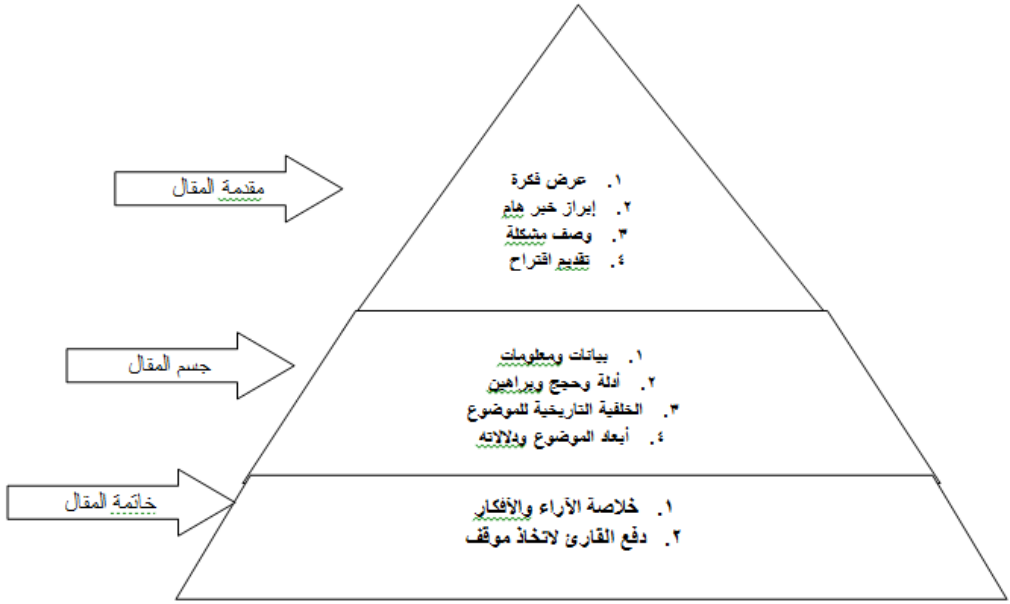 مقدمة المقال
١. عرض فكرة
٢. إبراز خبر هام
٣. وصف مشكلة
٤. تقديم اقتراح
جسم المقال
١. بيانات ومعلومات
٢. أدلة وحجج وبراهين
٣. الخلفية التاريخية للموضوع
٤. أبعاد الموضوع ودلالاته
خاتمة المقال
١. خلاصة الآراء والأفكار
٢. دفع القارئ لاتخاذ موقف